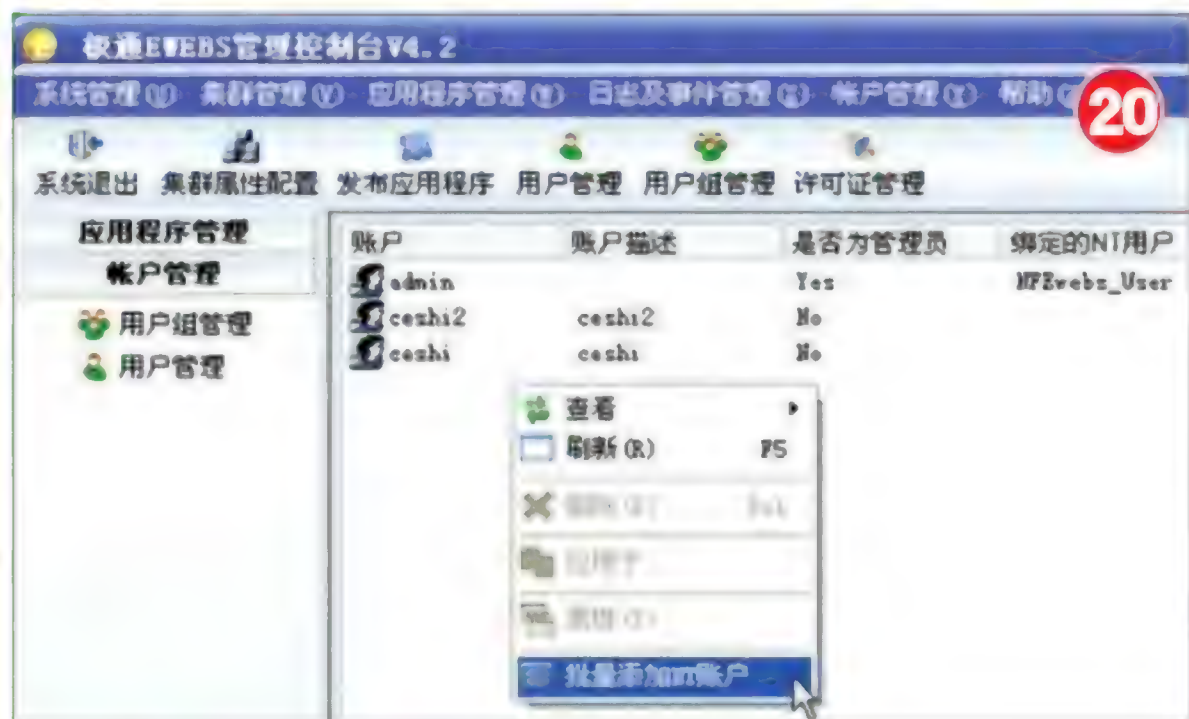 极通EWEBS管理控制台V4.2
系统管理 集群管理 应用程序管理 日志及事件管理 帐户管理 帮助
20
系统退出 集群属性配置 发布应用程序 用户管理 用户组管理 许可证管理
应用程序管理
帐户管理
用户组管理
用户管理
账户 账户描述 是否为管理员 绑定的NT用户
admin Yes
ceshi2 ceshi2 No
ceshi ceshi No
查看
刷新(R) F5
批量添加NT账户